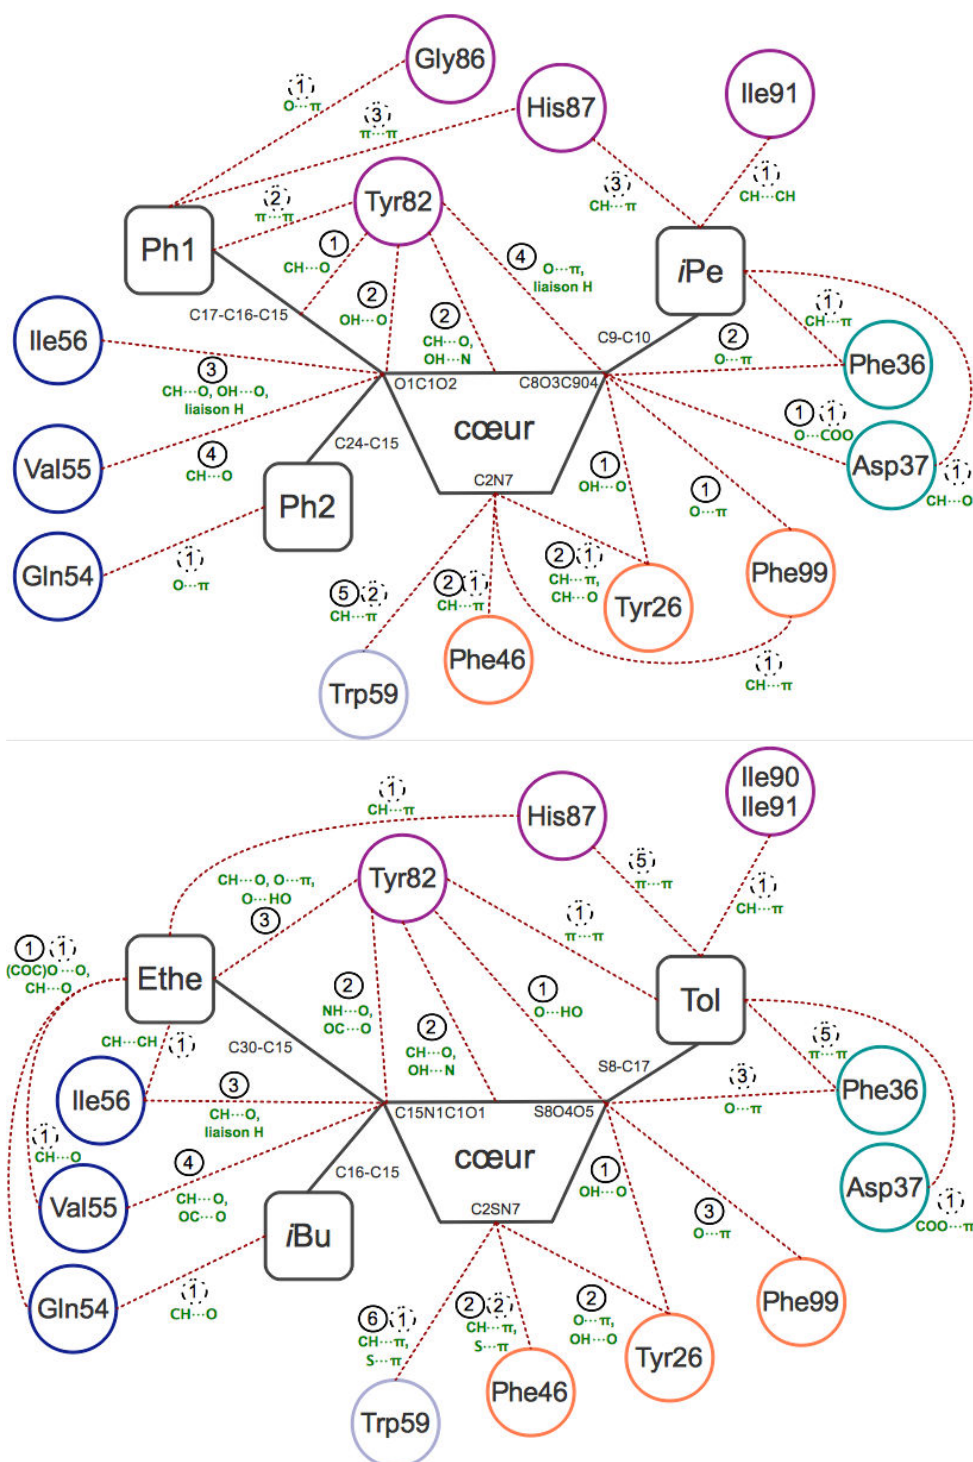 Gly86
1
O···π
His87
Ile91
3
π···π
3
CH···π
1
CH···CH
Tyr82
2
π···π
1
CH···O
4
O···π,
liaison H
Ph1
iPe
C17-C16-C15
2
OH···O
2
CH···O,
OH···N
C9-C10
1
CH···π
Ile56
2
O···π
Phe36
3
CH···O, OH···O,
liaison H
O1C1O2
C8O3C9O4
cœur
1
1
O···COO
Val55
4
CH···O
C24-C15
Asp37
1
CH···O
C2N7
1
OH···O
1
O···π
Ph2
Gln54
1
O···π
5
2
CH···π
2
1
CH···π
2
1
CH···π,
CH···O
Tyr26
Phe99
Phe46
1
CH···π
Trp59
Ile90
Ile91
1
CH···π
His87
Tyr82
CH···O, O···π,
O···HO
3
5
π···π
1
CH···π
1
π···π
1
1
(COC)O···O,
CH···O
Ethe
Tol
2
NH···O,
OC···O
1
O···HO
CH···CH
1
C30-C15
2
CH···O,
OH···N
S8-C17
5
π···π
Ile56
3
CH···O,
liaison H
3
O···π
Phe36
C15N1C1O1
S8O4O5
cœur
1
CH···O
4
CH···O,
OC···O
C16-C15
1
OH···O
Val55
Asp37
1
COO···π
C2SN7
3
O···π
iBu
Gln54
1
CH···O
6
1
CH···π,
S···π
2
2
CH···π,
S···π
2
O···π,
OH···O
Phe99
Tyr26
Phe46
Trp59